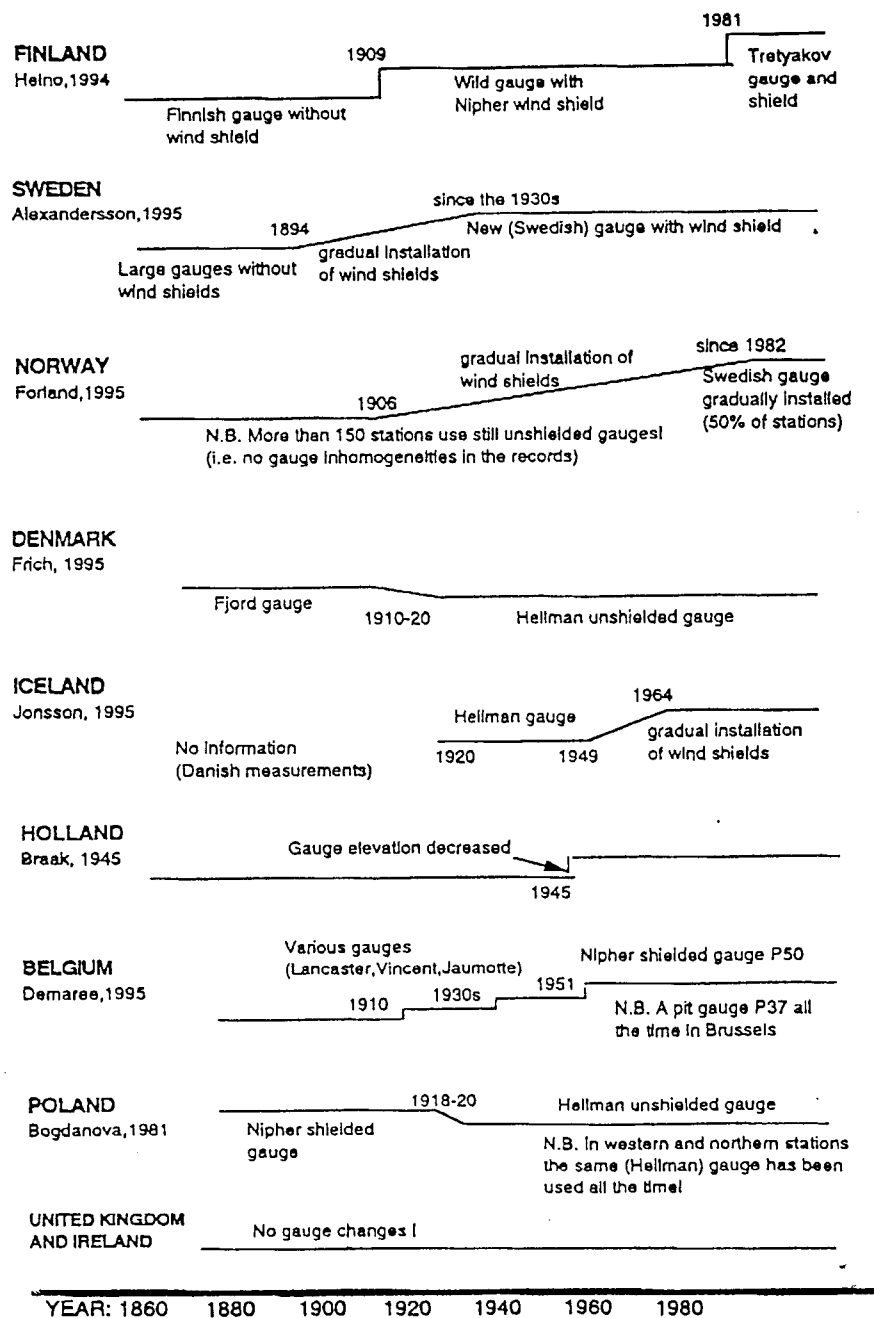 FINLAND
Heino,1994
1909
1981
Finnish gauge without
wind shield
Wild gauge with
Nipher wind shield
Tretyakov
gauge and
shield
SWEDEN
Alexandersson,1995
1894
since the 1930s
Large gauges without
wind shields
gradual installation
of wind shields
New (Swedish) gauge with wind shield
NORWAY
Forland,1995
1906
gradual installation of
wind shields
since 1982
Swedish gauge
gradually installed
(50% of stations)
N.B. More than 150 stations use still unshielded gauges!
(i.e. no gauge inhomogeneities in the records)
DENMARK
Frich, 1995
Fjord gauge
1910-20
Hellman unshielded gauge
ICELAND
Jonsson, 1995
No information
(Danish measurements)
Hellman gauge
1920
1949
1964
gradual installation
of wind shields
HOLLAND
Braak, 1945
Gauge elevation decreased
1945
BELGIUM
Demaree,1995
Various gauges
(Lancaster,Vincent,Jaumotte)
1910
1930s
1951
Nipher shielded gauge P50
N.B. A pit gauge P37 all
the time in Brussels
POLAND
Bogdanova,1981
Nipher shielded
gauge
1918-20
Hellman unshielded gauge
N.B. In western and northern stations
the same (Hellman) gauge has been
used all the time!
UNITED KINGDOM
AND IRELAND
No gauge changes !
YEAR: 1860 1880 1900 1920 1940 1960 1980